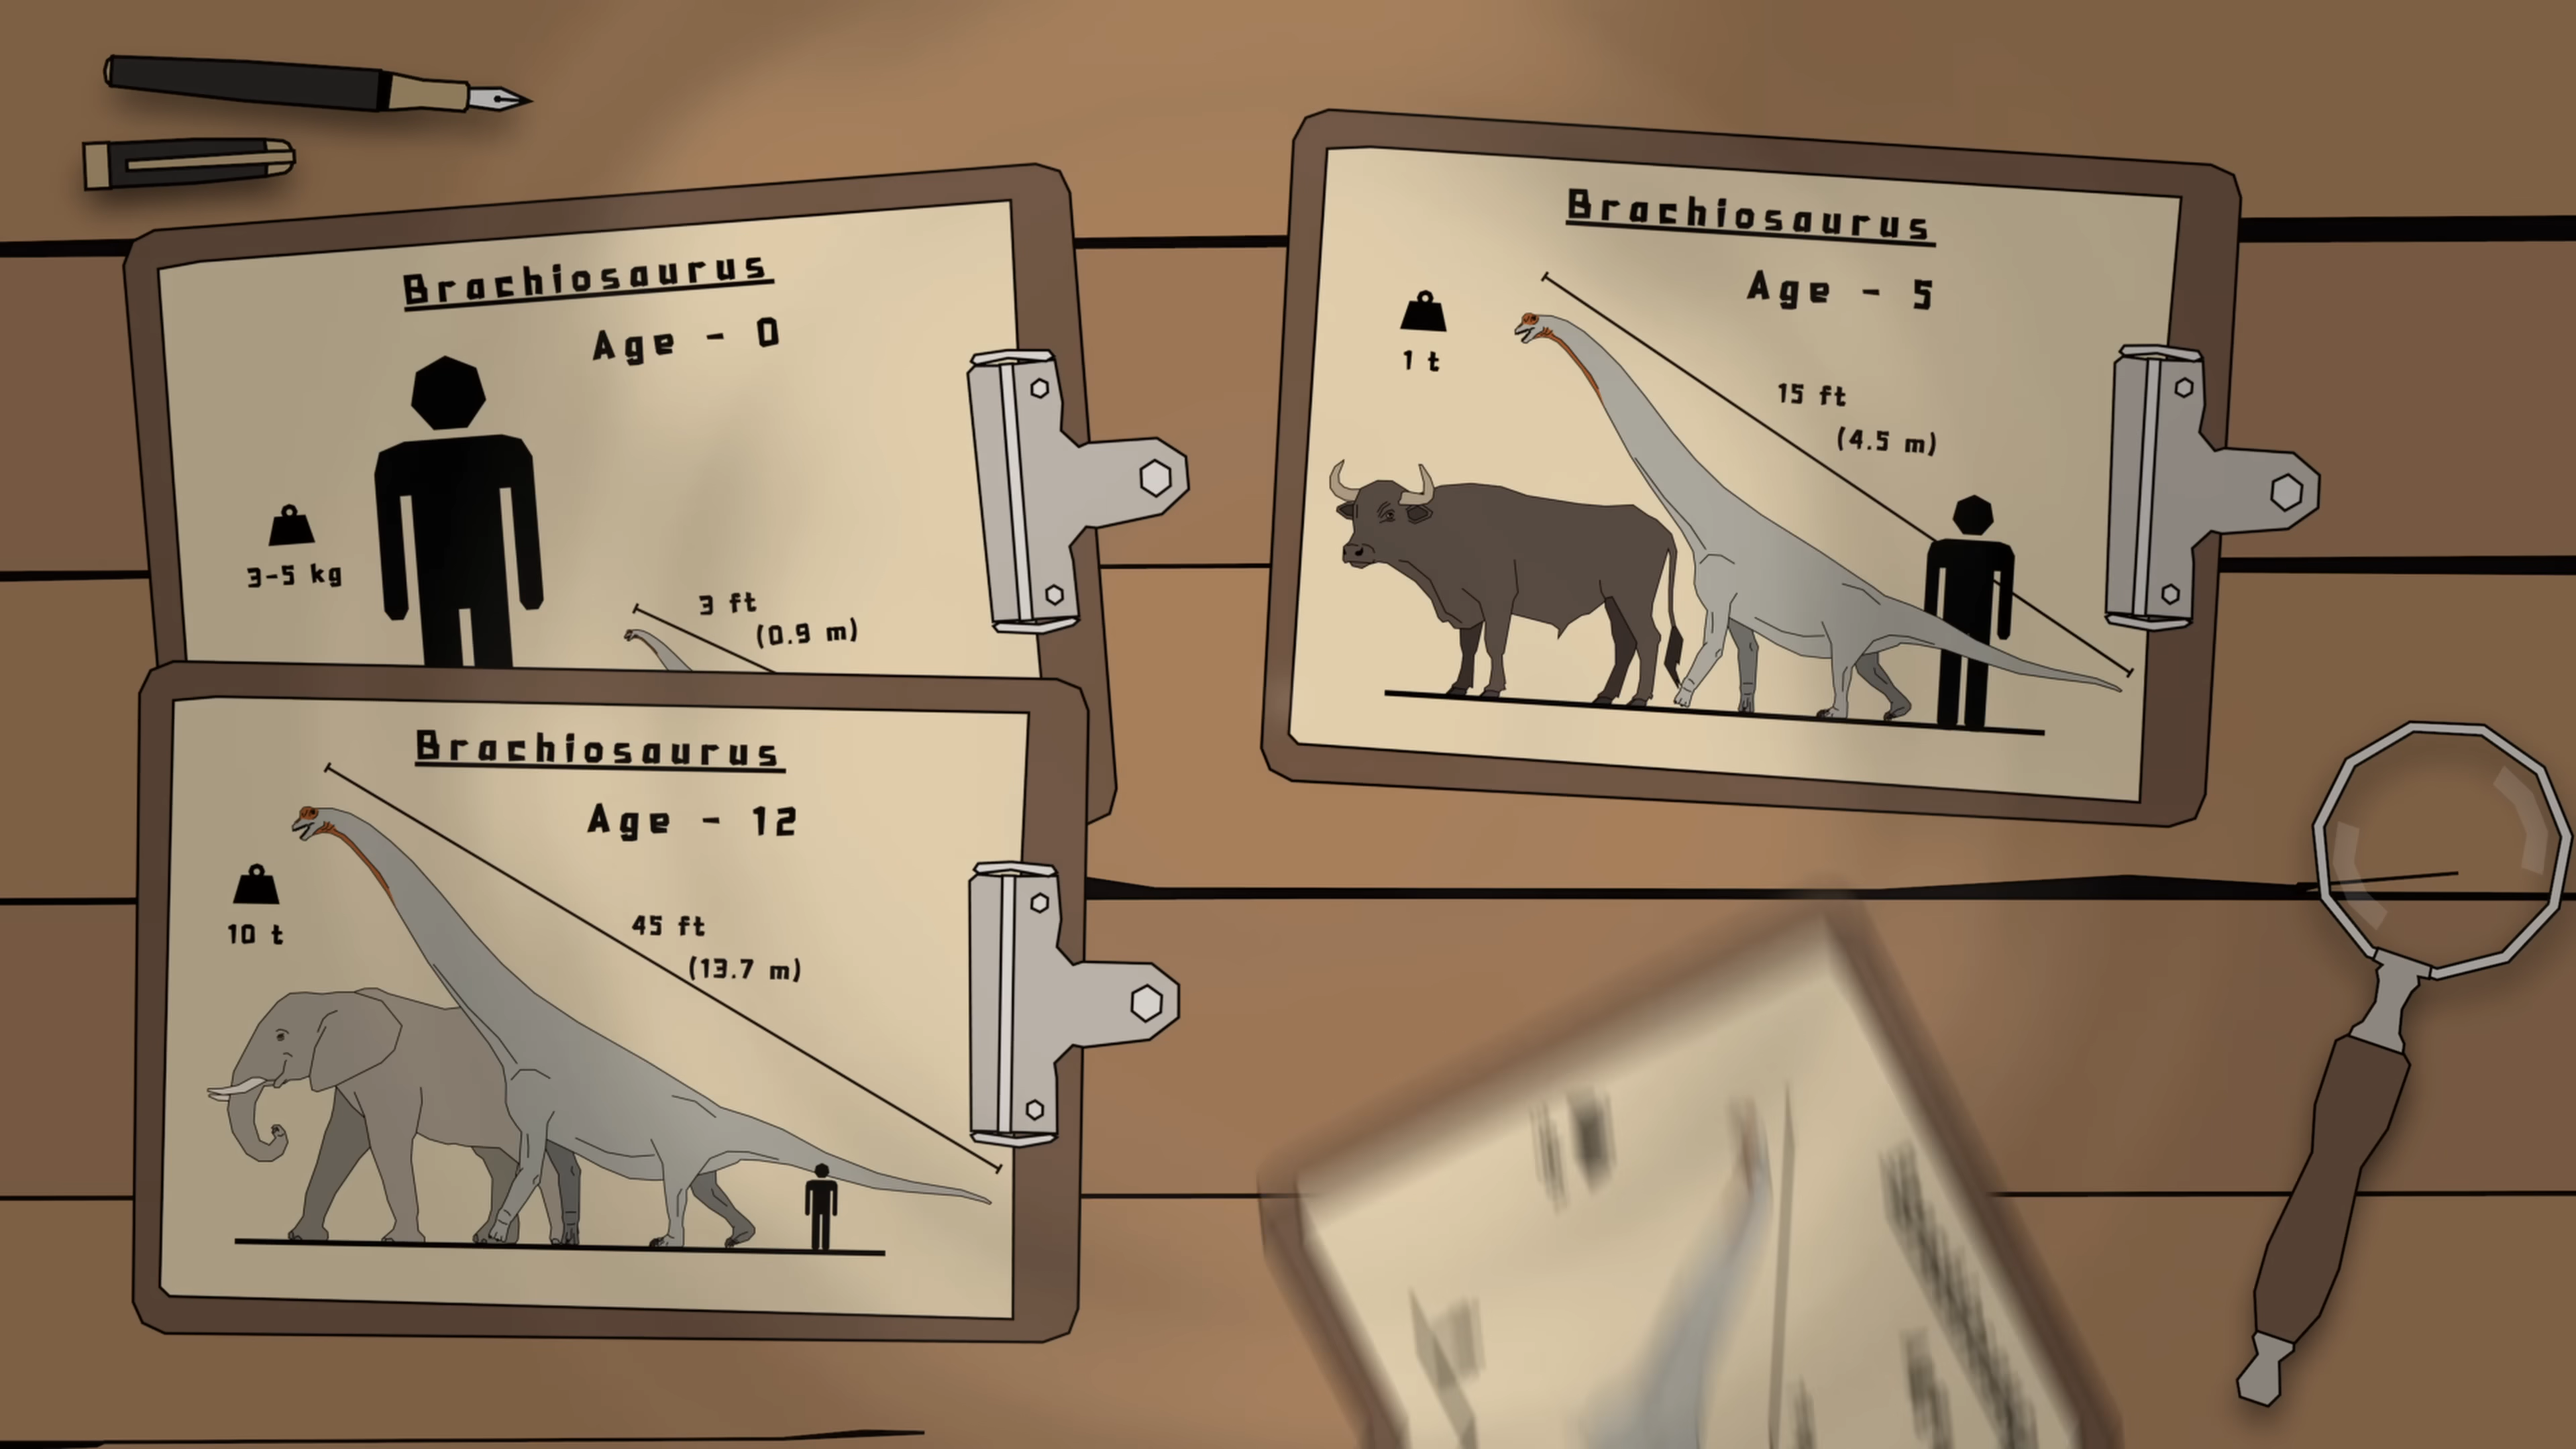 Brachiosaurus
Age - 0
3-5 kg
3 ft
(0.9 m)
Brachiosaurus
Age - 5
1 t
15 ft
(4.5 m)
Brachiosaurus
Age - 12
10 t
45 ft
(13.7 m)